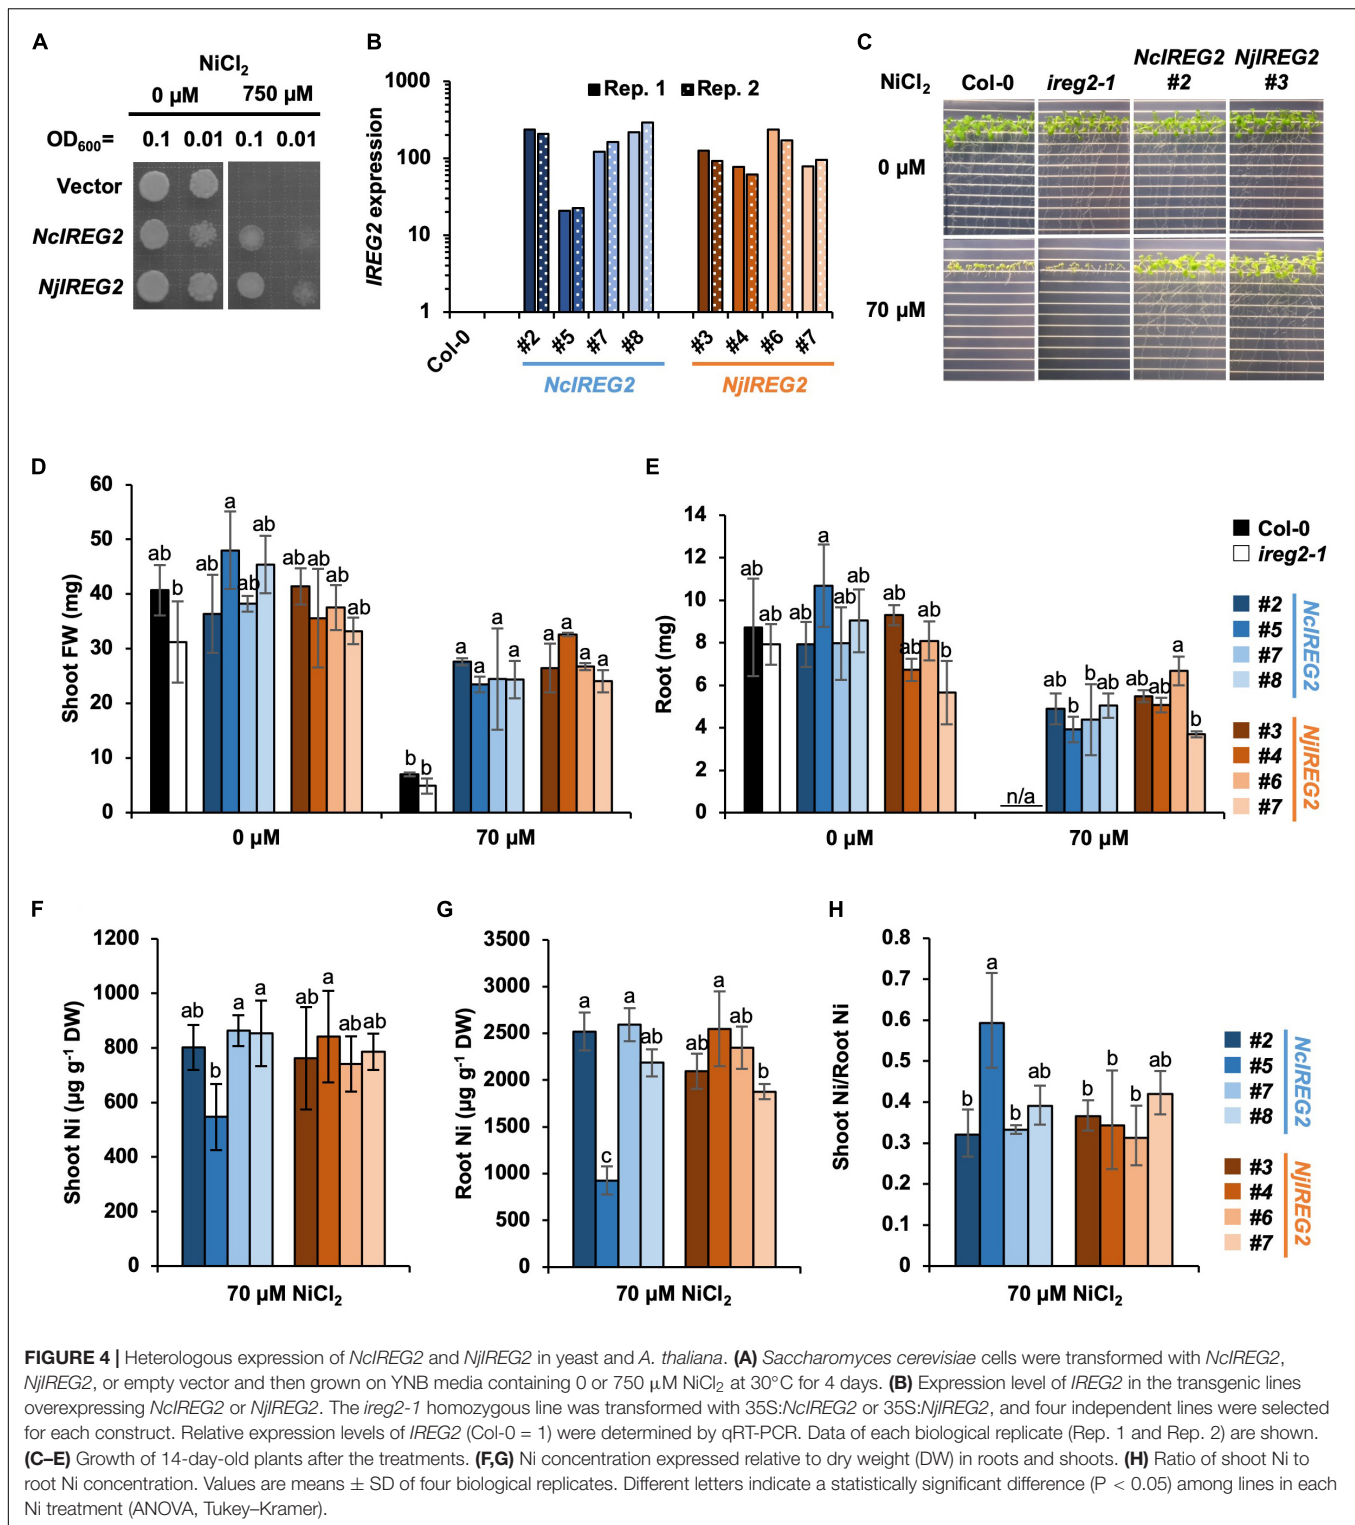 A
NiCl2
0 µM 750 µM
OD600= 0.1 0.01 0.1 0.01
Vector
NcIREG2
NjIREG2
B
IREG2 expression
1000
100
10
1
Rep. 1 Rep. 2
Col-0 #2 #5 #7 #8 #3 #4 #6 #7
NcIREG2 NjIREG2
C
NiCl2 Col-0 ireg2-1 NcIREG2 #2 NjIREG2 #3
0 µM
70 µM
D
Shoot FW (mg)
60
50
40
30
20
10
0
ab b ab a ab ab ab ab ab ab
b b a a a a a a a a
0 µM 70 µM
E
Root (mg)
14
12
10
8
6
4
2
0
ab ab ab a ab ab ab ab ab b
n/a ab b b ab ab ab a b
0 µM 70 µM
Col-0
ireg2-1
#2
#5
#7
#8
NcIREG2
#3
#4
#6
#7
NjIREG2
F
Shoot Ni (µg g-1 DW)
1200
1000
800
600
400
200
0
ab b a a ab a ab ab
70 µM NiCl2
G
Root Ni (µg g-1 DW)
3500
3000
2500
2000
1500
1000
500
0
a c a ab ab a ab b
70 µM NiCl2
H
Shoot Ni/Root Ni
0.8
0.7
0.6
0.5
0.4
0.3
0.2
0.1
0
b a b ab b b b ab
70 µM NiCl2
#2
#5
#7
#8
NcIREG2
#3
#4
#6
#7
NjIREG2
FIGURE 4 | Heterologous expression of NcIREG2 and NjIREG2 in yeast and A. thaliana. (A) Saccharomyces cerevisiae cells were transformed with NcIREG2,
NjIREG2, or empty vector and then grown on YNB media containing 0 or 750 µM NiCl2 at 30°C for 4 days. (B) Expression level of IREG2 in the transgenic lines
overexpressing NcIREG2 or NjIREG2. The ireg2-1 homozygous line was transformed with 35S:NcIREG2 or 35S:NjIREG2, and four independent lines were selected
for each construct. Relative expression levels of IREG2 (Col-0 = 1) were determined by qRT-PCR. Data of each biological replicate (Rep. 1 and Rep. 2) are shown.
(C–E) Growth of 14-day-old plants after the treatments. (F,G) Ni concentration expressed relative to dry weight (DW) in roots and shoots. (H) Ratio of shoot Ni to
root Ni concentration. Values are means ± SD of four biological replicates. Different letters indicate a statistically significant difference (P < 0.05) among lines in each
Ni treatment (ANOVA, Tukey–Kramer).